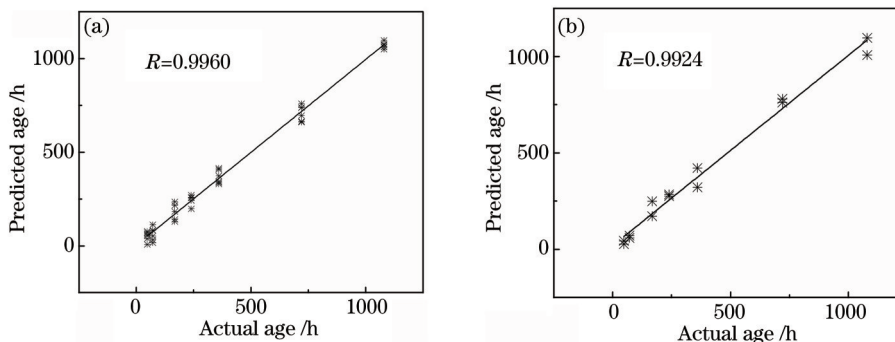 (a)
R=0.9960
1000
500
0
0 500 1000
Predicted age /h
Actual age /h
(b)
R=0.9924
1000
500
0
0 500 1000
Predicted age /h
Actual age /h